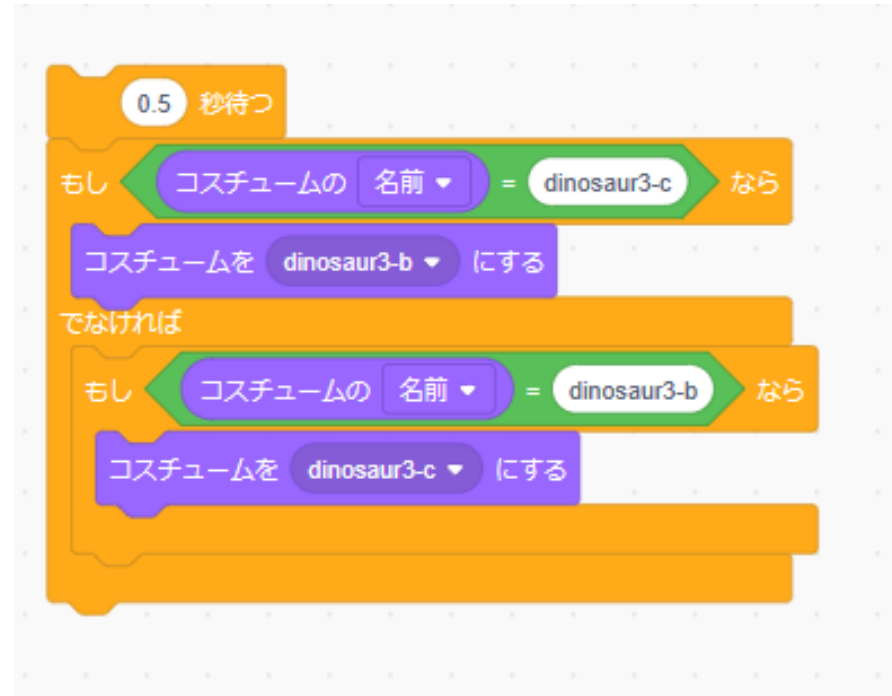 0.5 秒待つ
もし コスチュームの 名前 = dinosaur3-c なら
コスチュームを dinosaur3-b にする
でなければ
もし コスチュームの 名前 = dinosaur3-b なら
コスチュームを dinosaur3-c にする